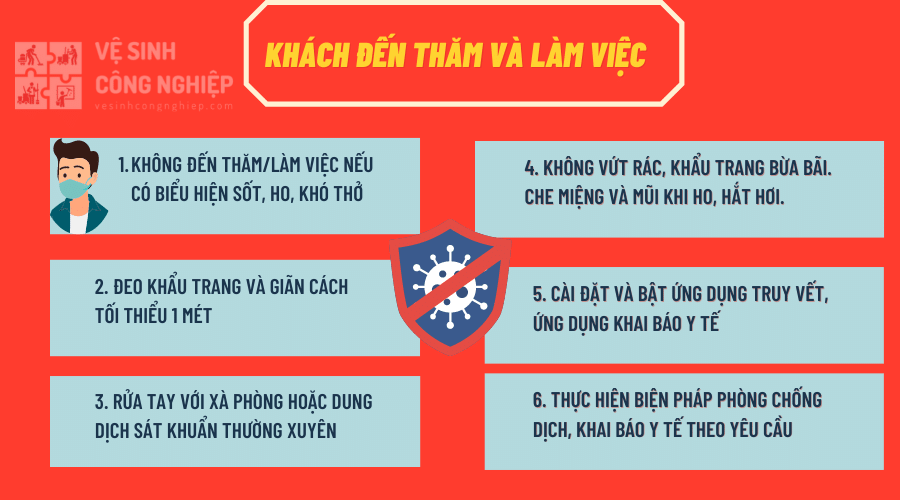 VỆ SINH
CÔNG NGHIỆP
vesinhcongnghiep.com
KHÁCH ĐẾN THĂM VÀ LÀM VIỆC
1. KHÔNG ĐẾN THĂM/LÀM VIỆC NẾU
CÓ BIỂU HIỆN SỐT, HO, KHÓ THỞ
2. ĐEO KHẨU TRANG VÀ GIÃN CÁCH
TỐI THIỂU 1 MÉT
3. RỬA TAY VỚI XÀ PHÒNG HOẶC DUNG
DỊCH SÁT KHUẨN THƯỜNG XUYÊN
4. KHÔNG VỨT RÁC, KHẨU TRANG BỪA BÃI.
CHE MIỆNG VÀ MŨI KHI HO, HẮT HƠI.
5. CÀI ĐẶT VÀ BẬT ỨNG DỤNG TRUY VẾT,
ỨNG DỤNG KHAI BÁO Y TẾ
6. THỰC HIỆN BIỆN PHÁP PHÒNG CHỐNG
DỊCH, KHAI BÁO Y TẾ THEO YÊU CẦU